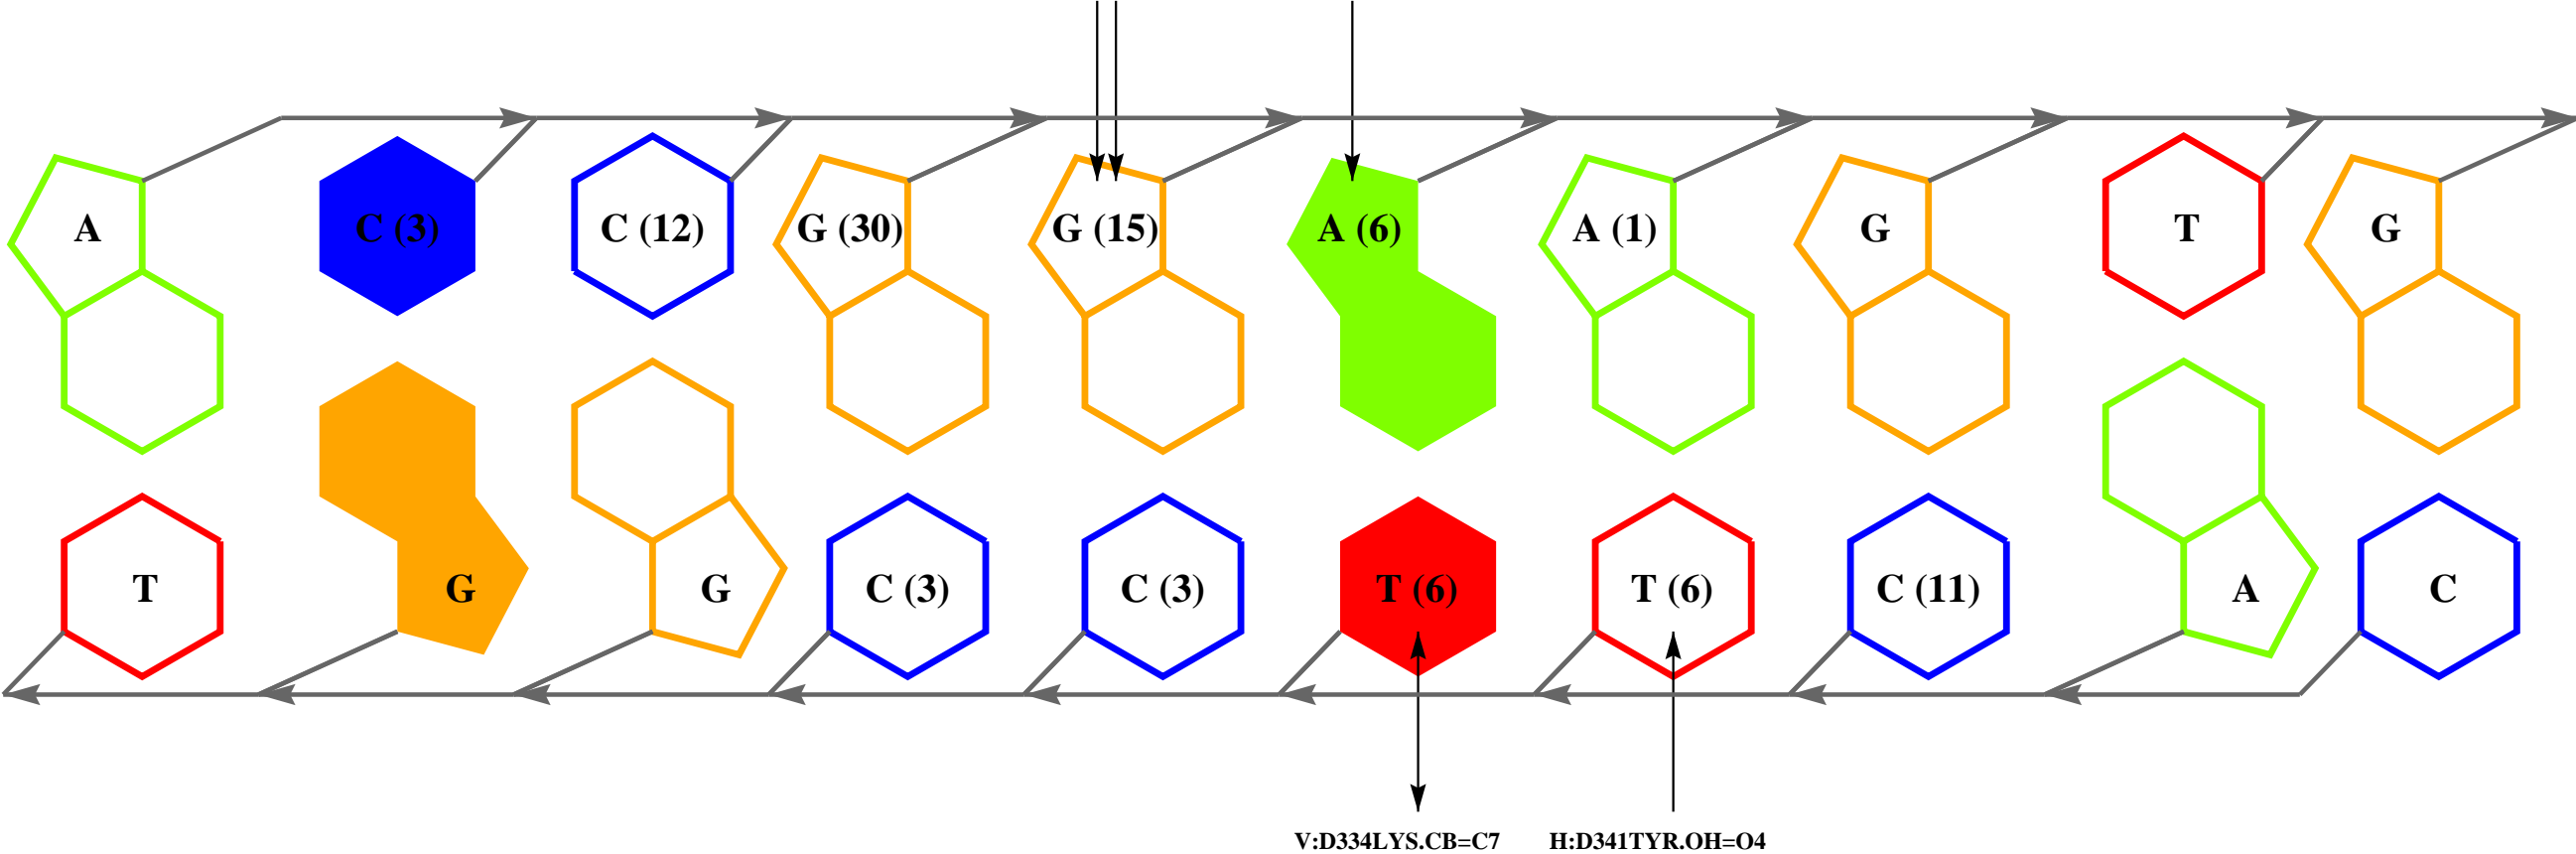 A C (3) C (12) G (30) G (15) A (6) A (1) G T G
T G G C (3) C (3) T (6) T (6) C (11) A C
V:D334LYS.CB=C7 H:D341TYR.OH=O4